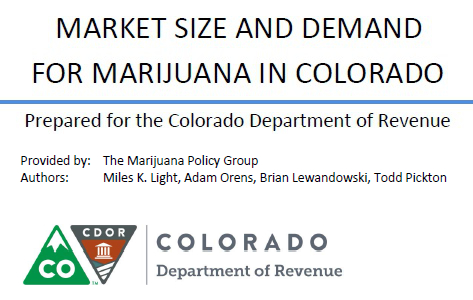 MARKET SIZE AND DEMAND
FOR MARIJUANA IN COLORADO
Prepared for the Colorado Department of Revenue
Provided by: The Marijuana Policy Group
Authors: Miles K. Light, Adam Orens, Brian Lewandowski, Todd Pickton
CDOR
CO
TM
COLORADO
Department of Revenue